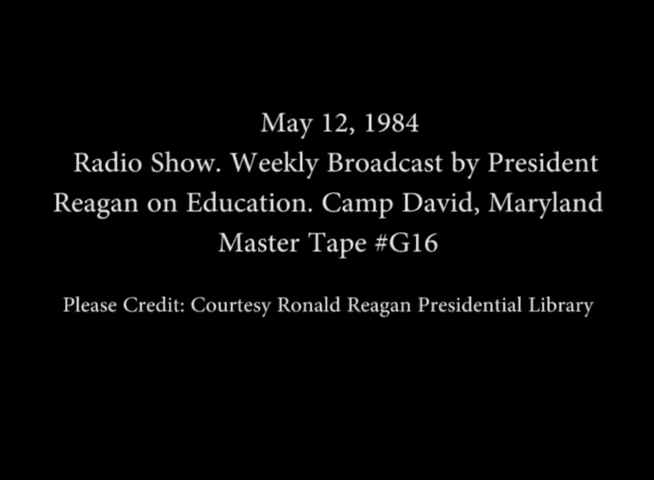 May 12, 1984
Radio Show. Weekly Broadcast by President
Reagan on Education. Camp David, Maryland
Master Tape #G16
Please Credit: Courtesy Ronald Reagan Presidential Library